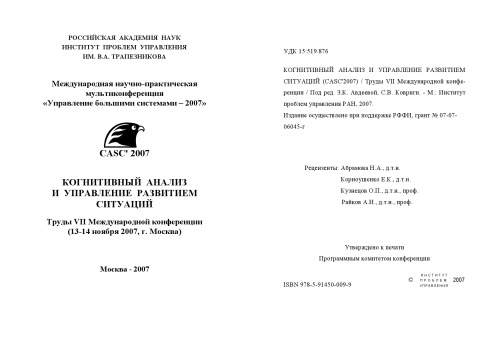 РОССИЙСКАЯ АКАДЕМИЯ НАУК
ИНСТИТУТ ПРОБЛЕМ УПРАВЛЕНИЯ
ИМ. В.А. ТРАПЕЗНИКОВА
Международная научно-практическая
мультиконференция
«Управление большими системами – 2007»
CASC' 2007
КОГНИТИВНЫЙ АНАЛИЗ
И УПРАВЛЕНИЕ РАЗВИТИЕМ
СИТУАЦИЙ
Труды VII Международной конференции
(13-14 ноября 2007, г. Москва)
Москва - 2007
УДК 15:519.876
КОГНИТИВНЫЙ АНАЛИЗ И УПРАВЛЕНИЕ РАЗВИТИЕМ
СИТУАЦИЙ (CASC'2007) / Труды VII Международной конфе-
ренции / Под ред. З.К. Авдеевой, С.В. Ковриги. - М.: Институт
проблем управления РАН, 2007.
Издание осуществлено при поддержке РФФИ, грант № 07-07-
06045-г
Рецензенты: Абрамова Н.А., д.т.н.
Корноушенко Е.К., д.т.н.
Кузнецов О.П., д.т.н., проф.
Райков А.Н., д.т.н., проф.
Утверждено к печати
Программным комитетом конференции
ISBN 978-5-91450-009-9
© ИНСТИТУТ ПРОБЛЕМ УПРАВЛЕНИЯ 2007